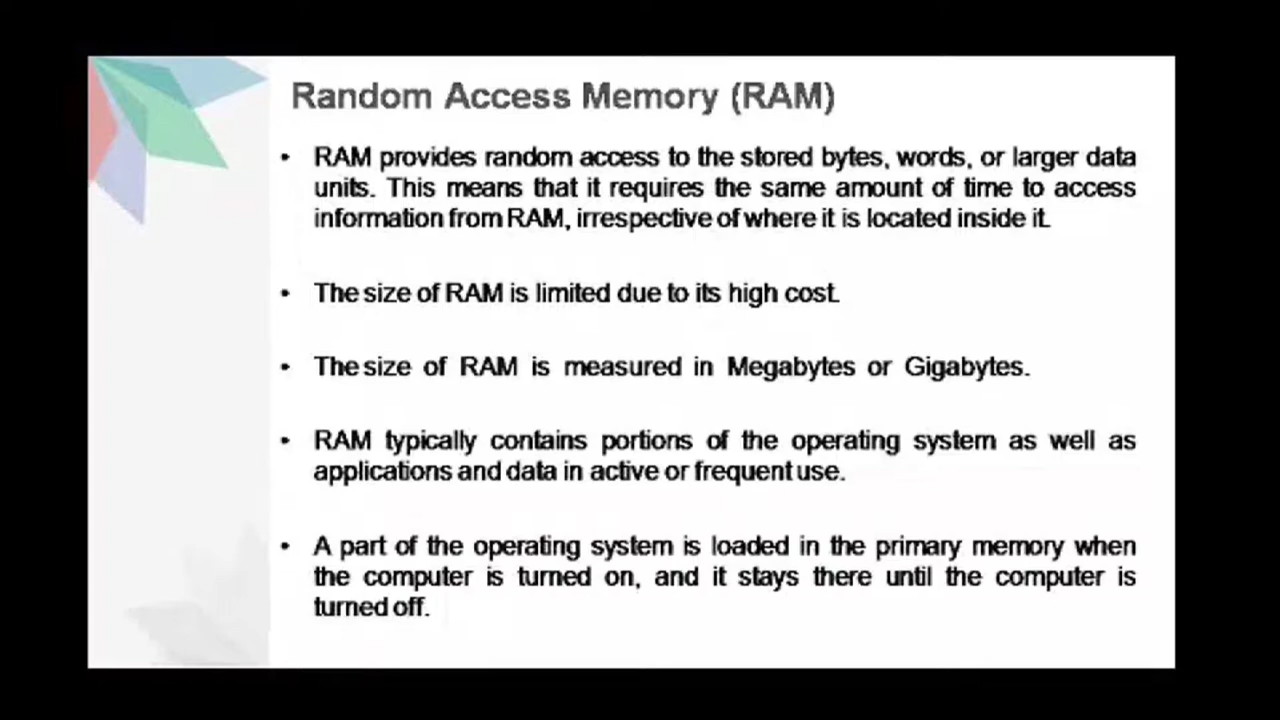 Random Access Memory (RAM)
• RAM provides random access to the stored bytes, words, or larger data
units. This means that it requires the same amount of time to access
information from RAM, irrespective of where it is located inside it.
• The size of RAM is limited due to its high cost.
• The size of RAM is measured in Megabytes or Gigabytes.
• RAM typically contains portions of the operating system as well as
applications and data in active or frequent use.
• A part of the operating system is loaded in the primary memory when
the computer is turned on, and it stays there until the computer is
turned off.